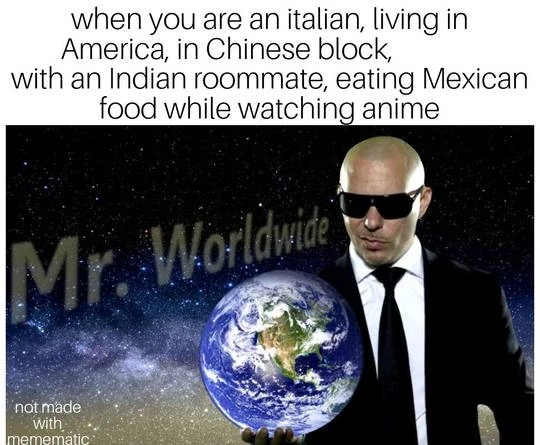 when you are an italian, living in
America, in Chinese block,
with an Indian roommate, eating Mexican
food while watching anime
Mr. Worldwide
not made
with
memematic